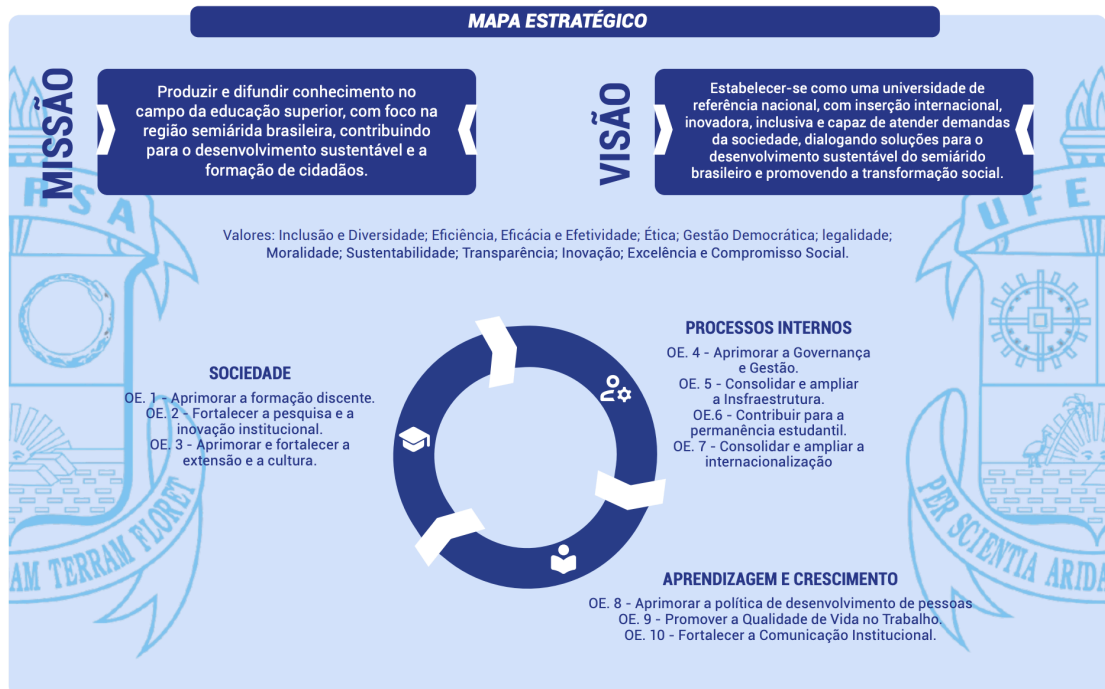 MAPA ESTRATÉGICO
MISSÃO
Produzir e difundir conhecimento no
campo da educação superior, com foco na
região semiárida brasileira, contribuindo
para o desenvolvimento sustentável e a
formação de cidadãos.
VISÃO
Estabelecer-se como uma universidade de
referência nacional, com inserção internacional,
inovadora, inclusiva e capaz de atender demandas
da sociedade, dialogando soluções para o
desenvolvimento sustentável do semiárido
brasileiro e promovendo a transformação social.
Valores: Inclusão e Diversidade; Eficiência, Eficácia e Efetividade; Ética; Gestão Democrática; legalidade;
Moralidade; Sustentabilidade; Transparência; Inovação; Excelência e Compromisso Social.
SOCIEDADE
OE. 1 - Aprimorar a formação discente.
OE. 2 - Fortalecer a pesquisa e a
inovação institucional.
OE. 3 - Aprimorar e fortalecer a
extensão e a cultura.
PROCESSOS INTERNOS
OE. 4 - Aprimorar a Governança
e Gestão.
OE. 5 - Consolidar e ampliar
a Insfraestrutura.
OE.6 - Contribuir para a
permanência estudantil.
OE. 7 - Consolidar e ampliar a
internacionalização
APRENDIZAGEM E CRESCIMENTO
OE. 8 - Aprimorar a política de desenvolvimento de pessoas
OE. 9 - Promover a Qualidade de Vida no Trabalho.
OE. 10 - Fortalecer a Comunicação Institucional.
RSA
AM TERRAM FLORET
UFE
PER SCIENTIA ARIDA